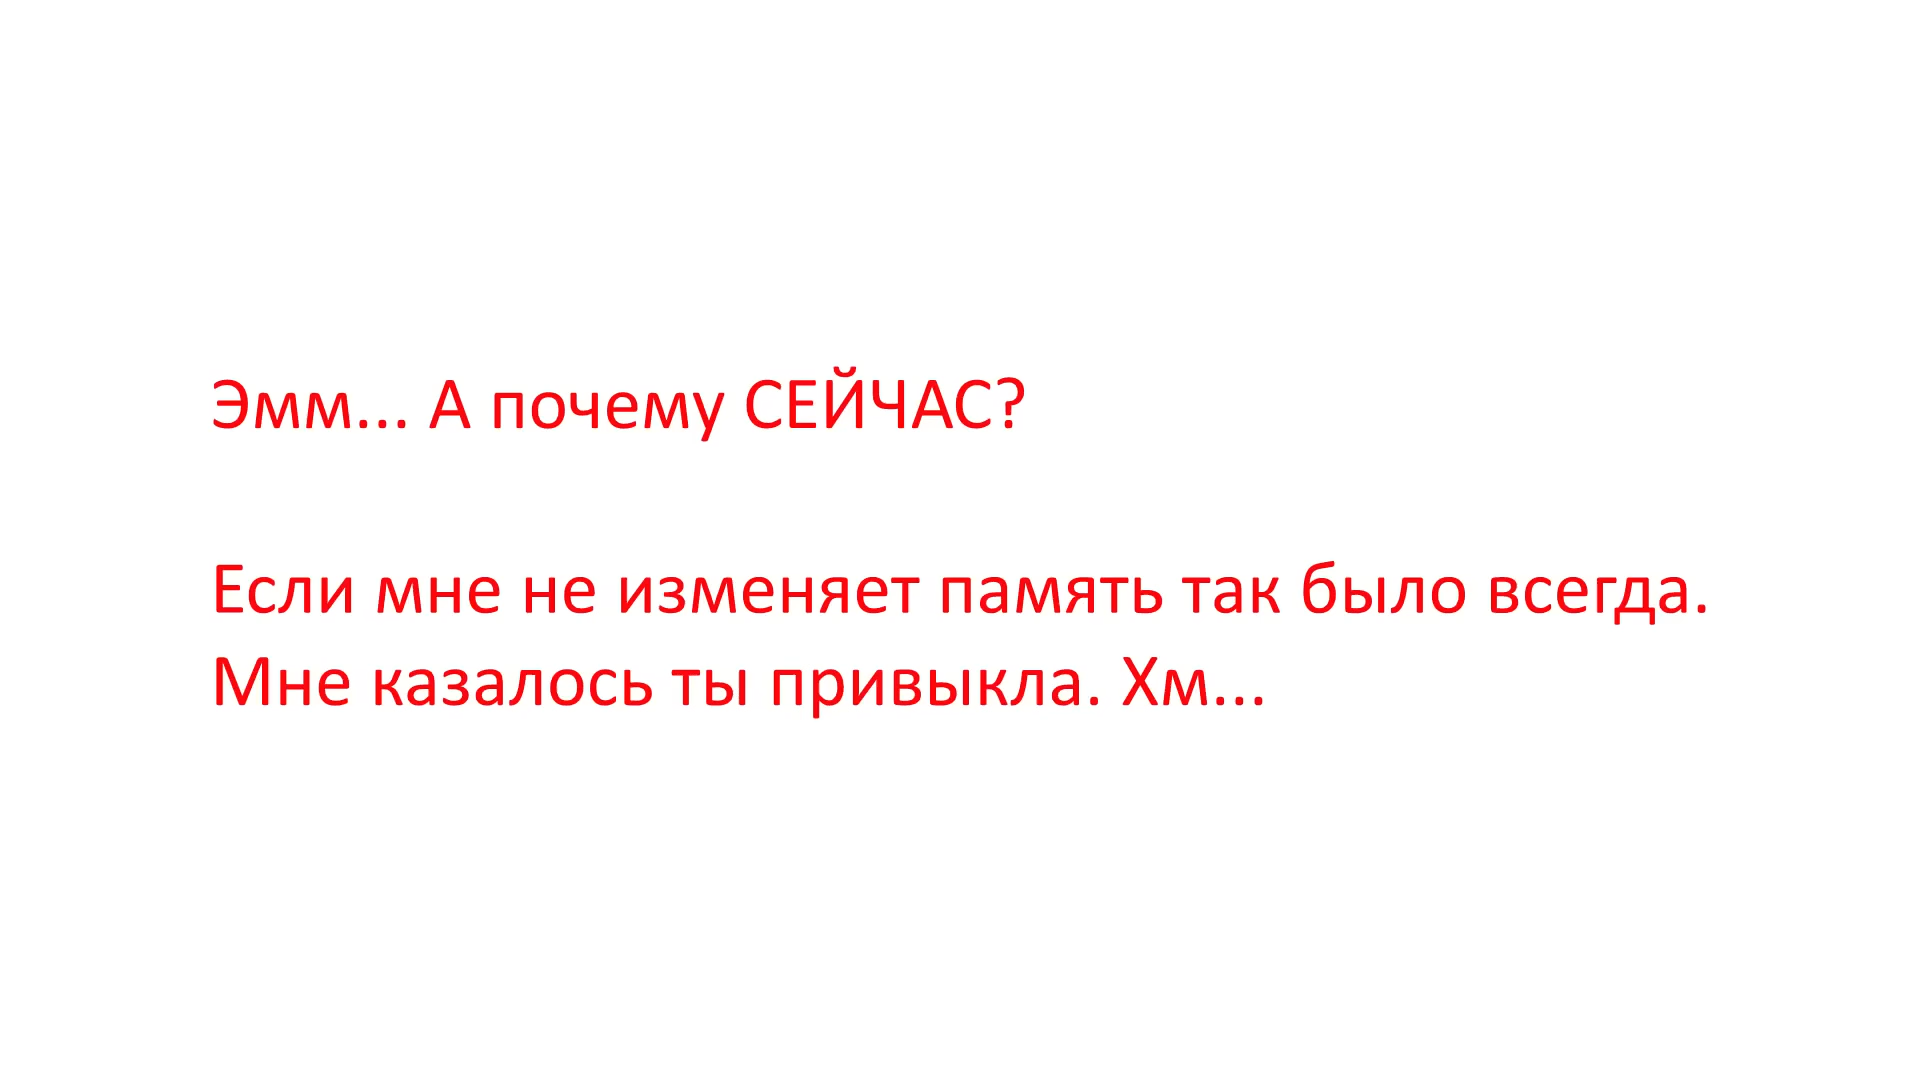 Эмм... А почему СЕЙЧАС?
Если мне не изменяет память так было всегда.
Мне казалось ты привыкла. Хм...